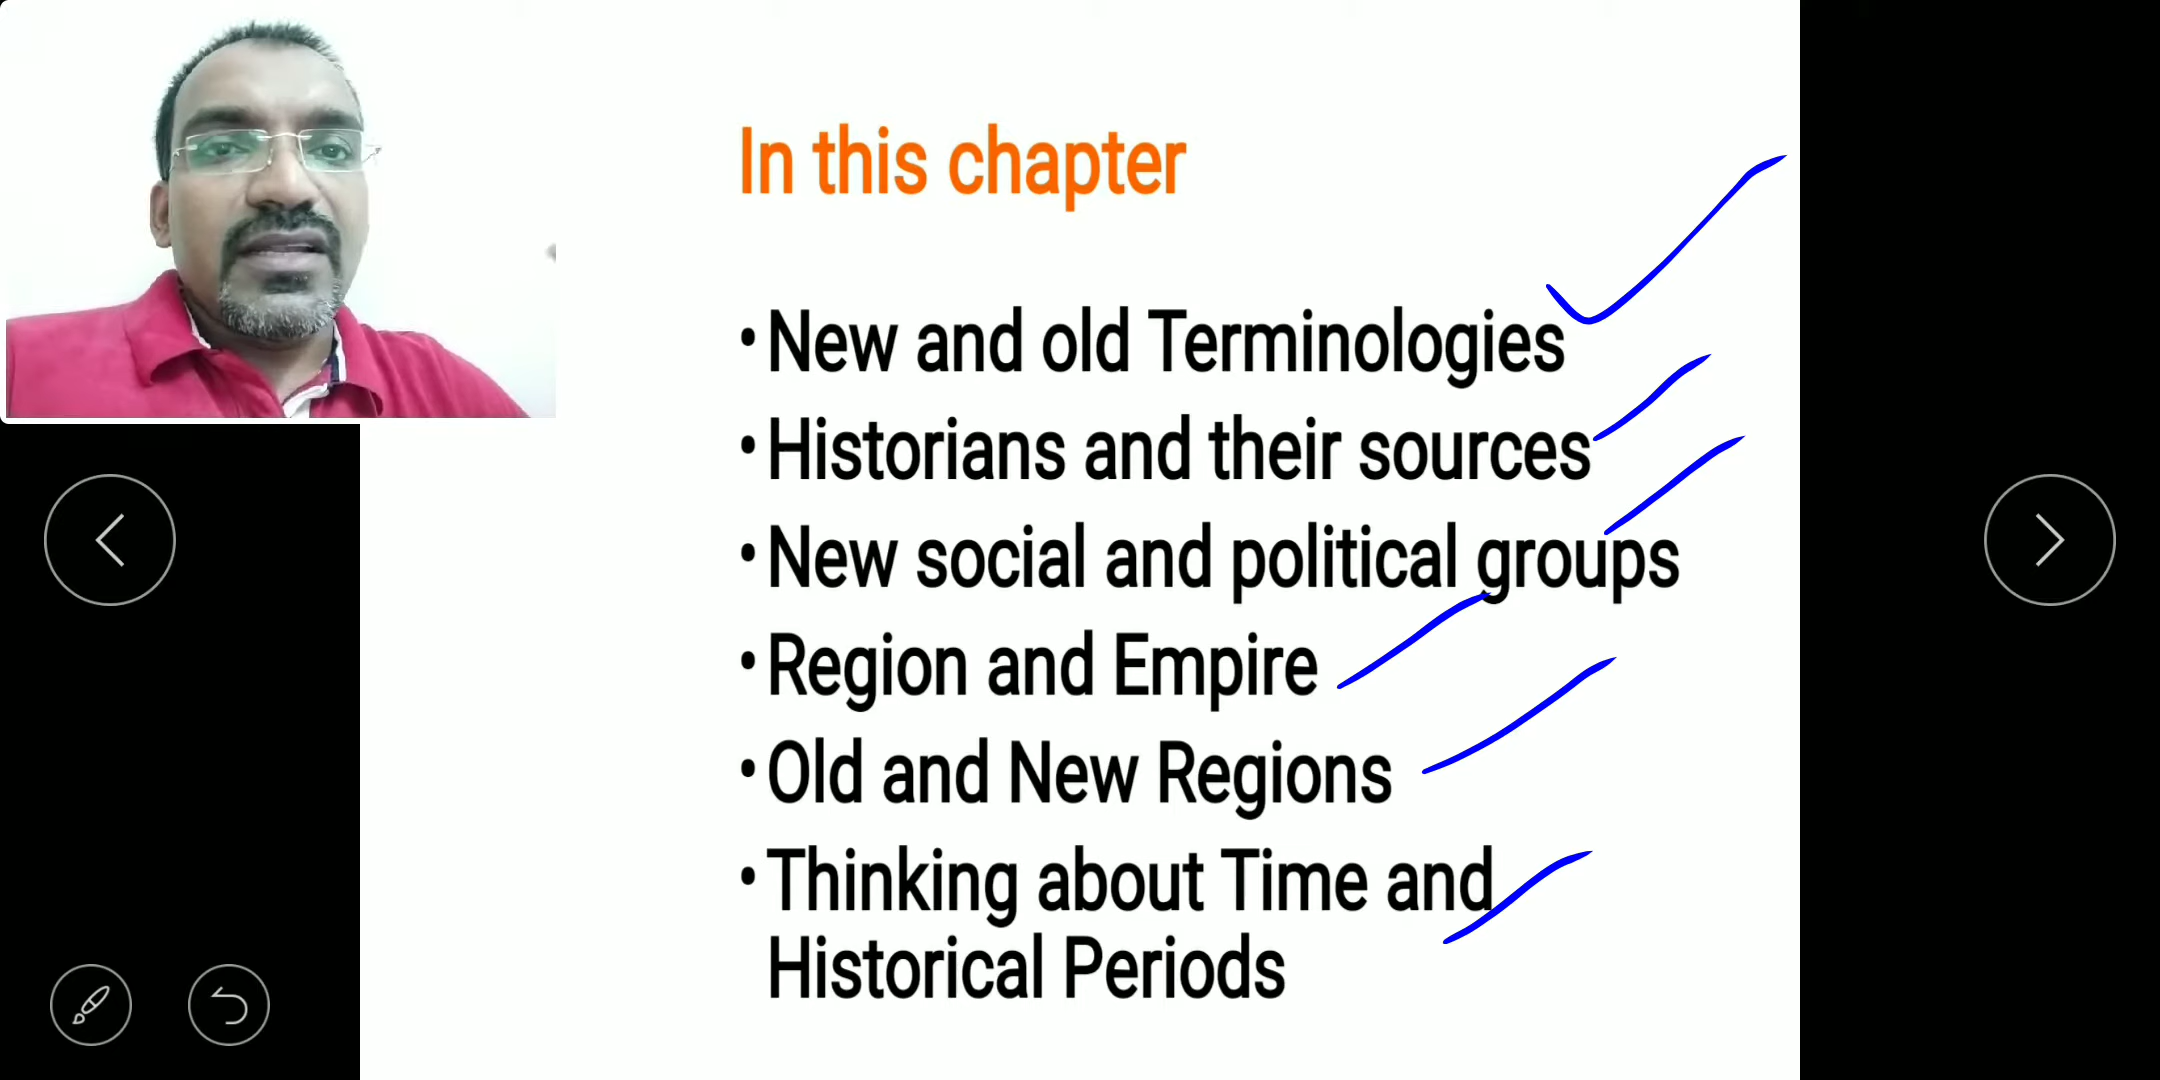 In this chapter
•New and old Terminologies
•Historians and their sources
•New social and political groups
•Region and Empire
•Old and New Regions
•Thinking about Time and
Historical Periods